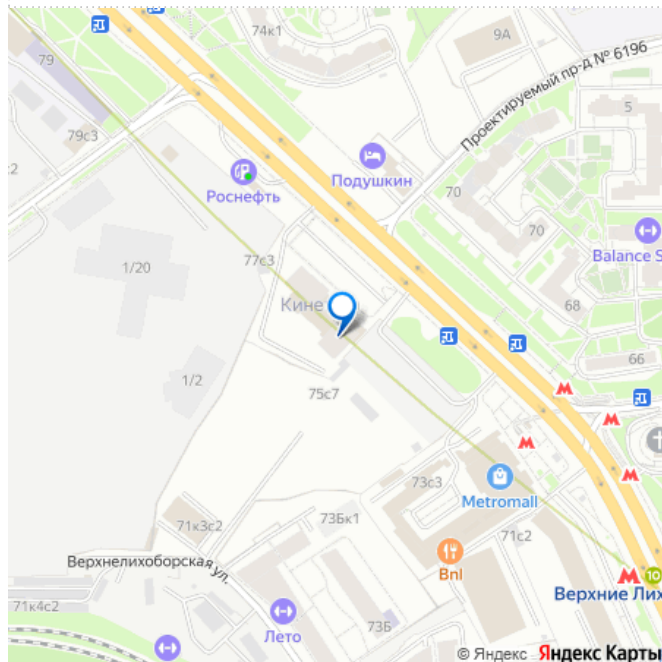 74к1
9А
79
Проектируемый пр-д № 6196
5
79с3
с2
Подушкин
Роснефть
70
70
1/20
77с3
Balance S
Кине
68
66
1/2
75с7
73с3
Metromall
73Бк1
71к3с2
71с2
Верхнелихоборская ул.
Bnl
10
Верхние Лих
71к4с2
Лето
73Б
© Яндекс Яндекс Карты